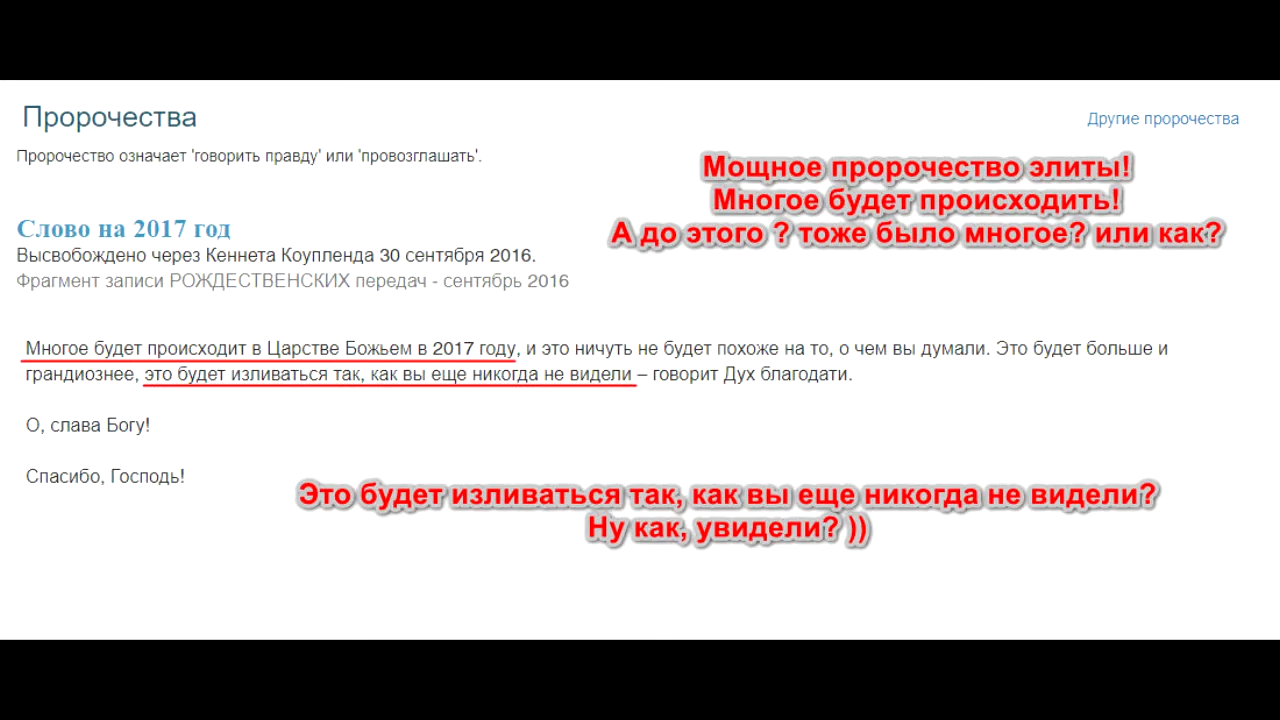 Пророчества
Другие пророчества
Пророчество означает 'говорить правду' или 'провозглашать'.
Мощное пророчество элиты!
Многое будет происходить!
А до этого ? тоже было многое? или как?
Слово на 2017 год
Высвобождено через Кеннета Коупленда 30 сентября 2016.
Фрагмент записи РОЖДЕСТВЕНСКИХ передач - сентябрь 2016
Многое будет происходит в Царстве Божьем в 2017 году, и это ничуть не будет похоже на то, о чем вы думали. Это будет больше и
грандиознее, это будет изливаться так, как вы еще никогда не видели – говорит Дух благодати.
О, слава Богу!
Спасибо, Господь!
Это будет изливаться так, как вы еще никогда не видели?
Ну как, увидели? ))